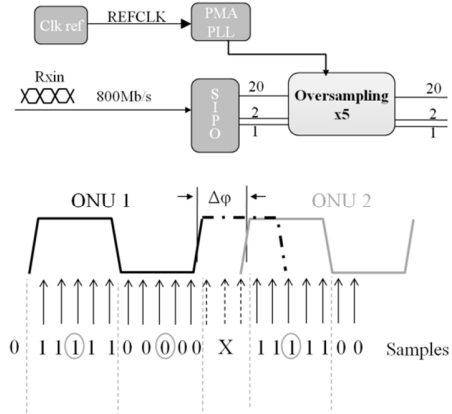 Clk ref
REFCLK
PMA
PLL
Rxin
800Mb/s
SIPO
20
2
1
Oversampling
x5
20
2
1
ONU 1
Δφ
ONU 2
0 1 1 1 1 1 0 0 0 0 0 X 1 1 1 1 1 0 0 Samples